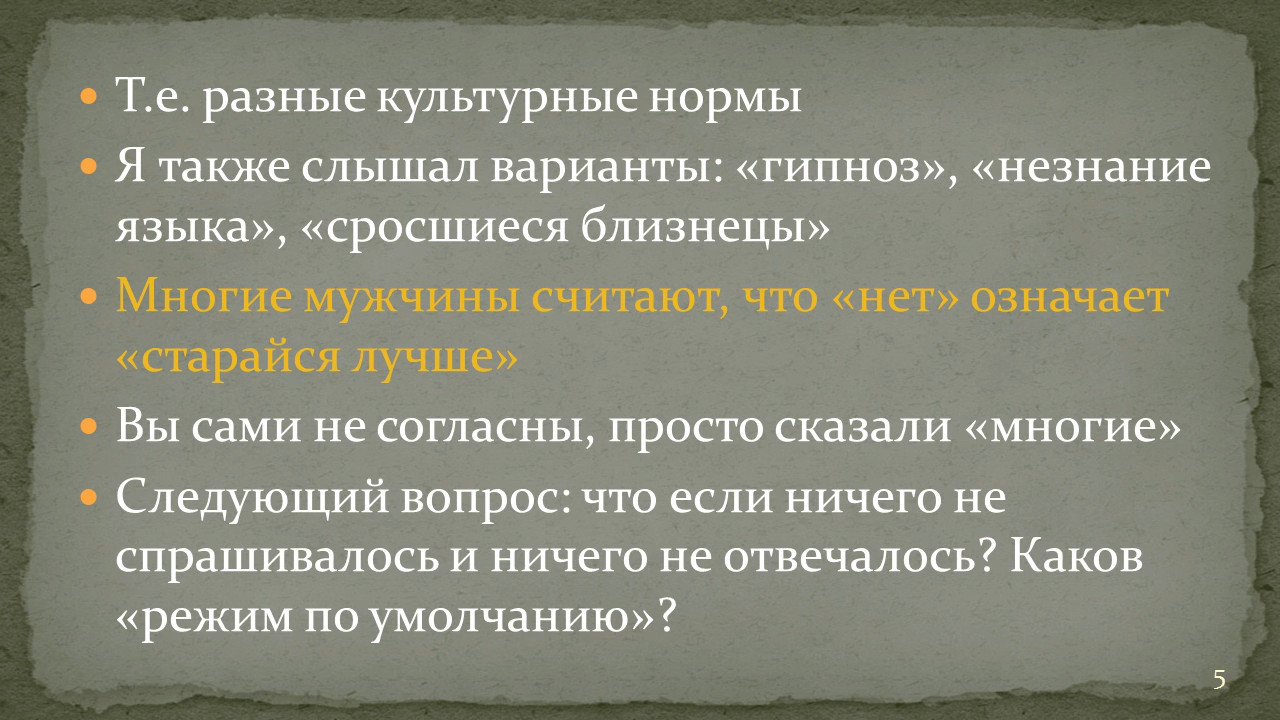 • Т.е. разные культурные нормы
• Я также слышал варианты: «гипноз», «незнание
языка», «сросшиеся близнецы»
• Многие мужчины считают, что «нет» означает
«старайся лучше»
• Вы сами не согласны, просто сказали «многие»
• Следующий вопрос: что если ничего не
спрашивалось и ничего не отвечалось? Каков
«режим по умолчанию»?
5